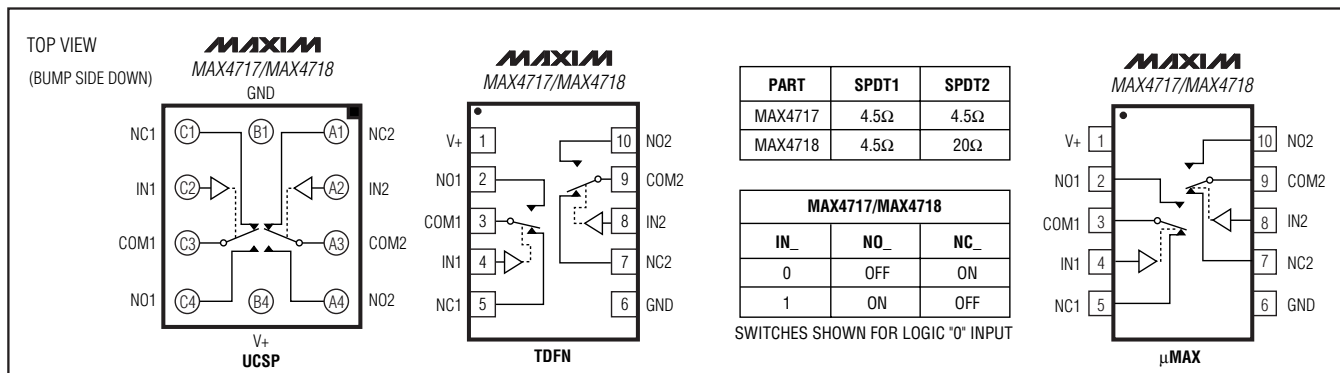 TOP VIEW
(BUMP SIDE DOWN)
MAXIM
MAX4717/MAX4718
GND
NC1 C1 B1 A1 NC2
IN1 C2 A2 IN2
COM1 C3 A3 COM2
NO1 C4 B4 A4 NO2
V+
UCSP
MAXIM
MAX4717/MAX4718
V+ 1 10 NO2
NO1 2 9 COM2
COM1 3 8 IN2
IN1 4 7 NC2
NC1 5 6 GND
TDFN
PART SPDT1 SPDT2
MAX4717 4.5Ω 4.5Ω
MAX4718 4.5Ω 20Ω
MAX4717/MAX4718
IN_ NO_ NC_
0 OFF ON
1 ON OFF
SWITCHES SHOWN FOR LOGIC "0" INPUT
MAXIM
MAX4717/MAX4718
V+ 1 10 NO2
NO1 2 9 COM2
COM1 3 8 IN2
IN1 4 7 NC2
NC1 5 6 GND
μMAX